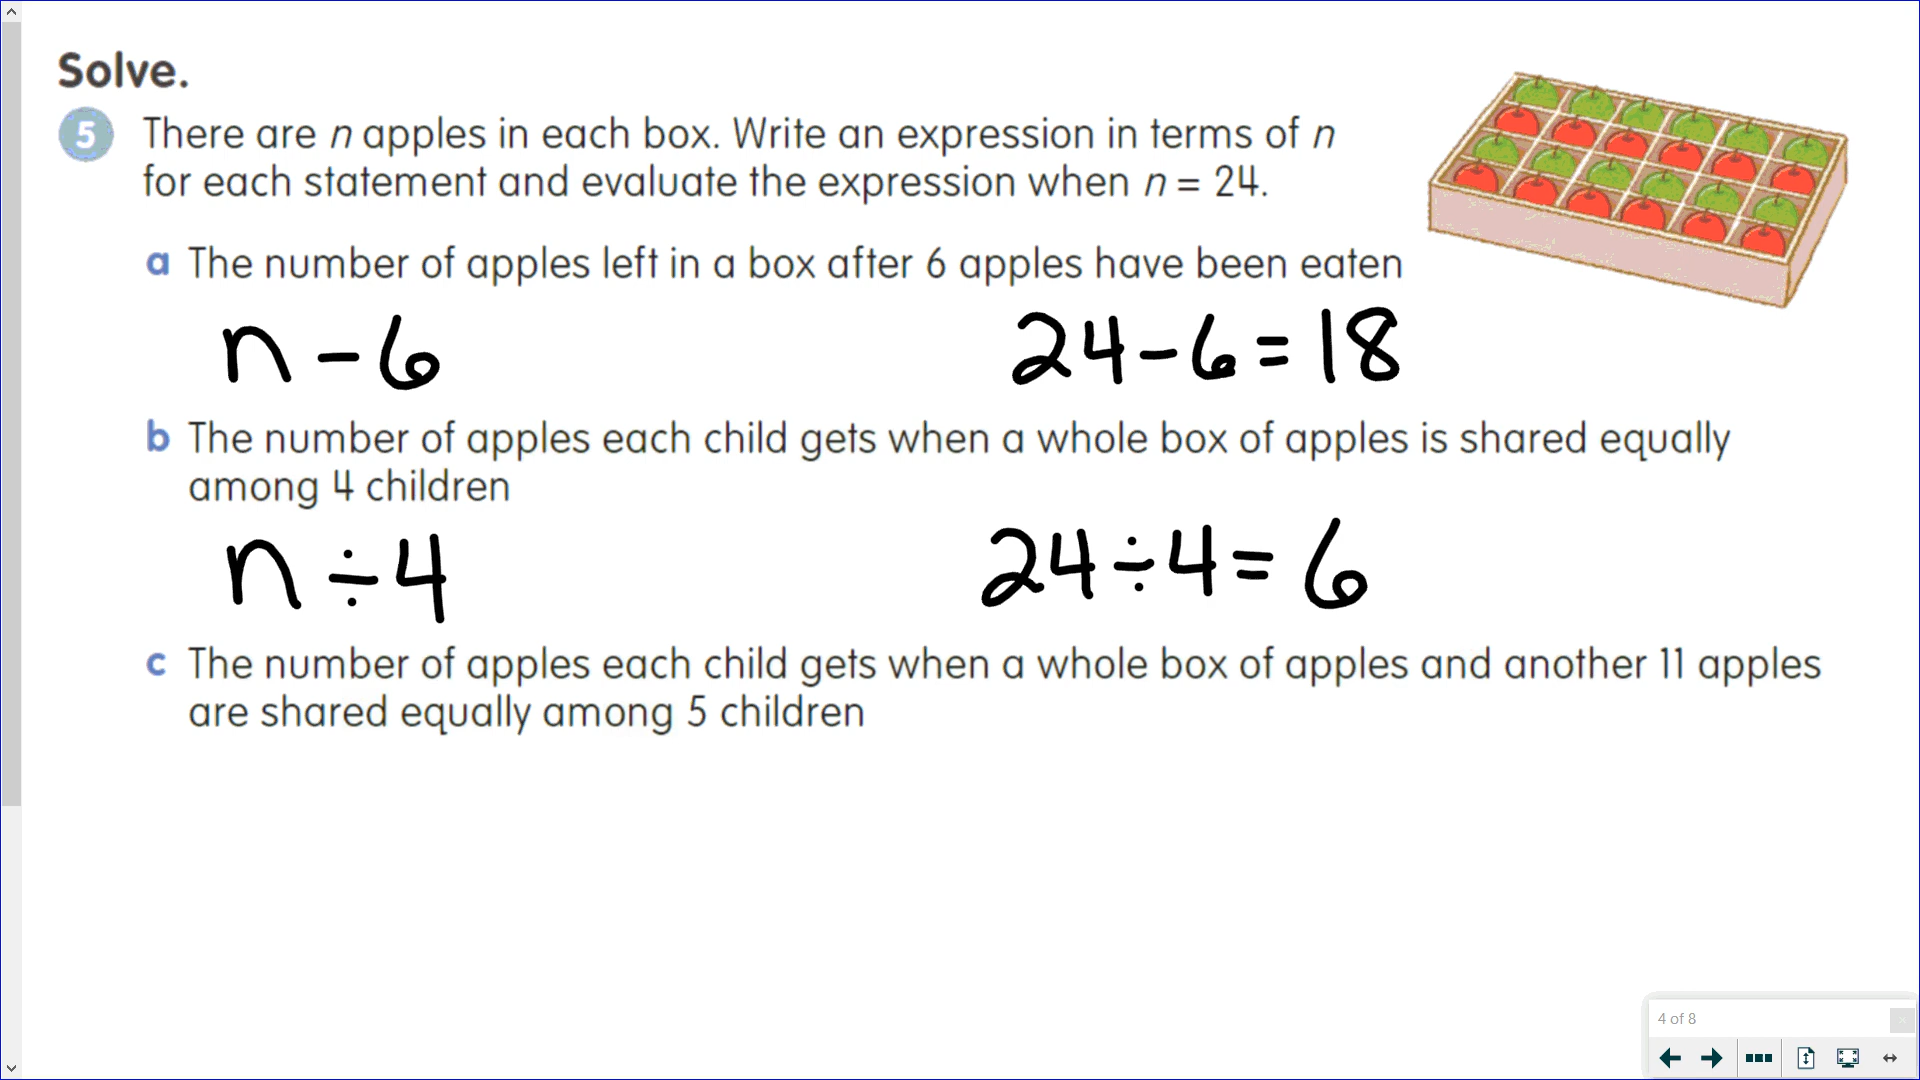 Solve.
5 There are n apples in each box. Write an expression in terms of n
for each statement and evaluate the expression when n = 24.
a The number of apples left in a box after 6 apples have been eaten
n - 6 24 - 6 = 18
b The number of apples each child gets when a whole box of apples is shared equally
among 4 children
n ÷ 4 24 ÷ 4 = 6
c The number of apples each child gets when a whole box of apples and another 11 apples
are shared equally among 5 children
4 of 8